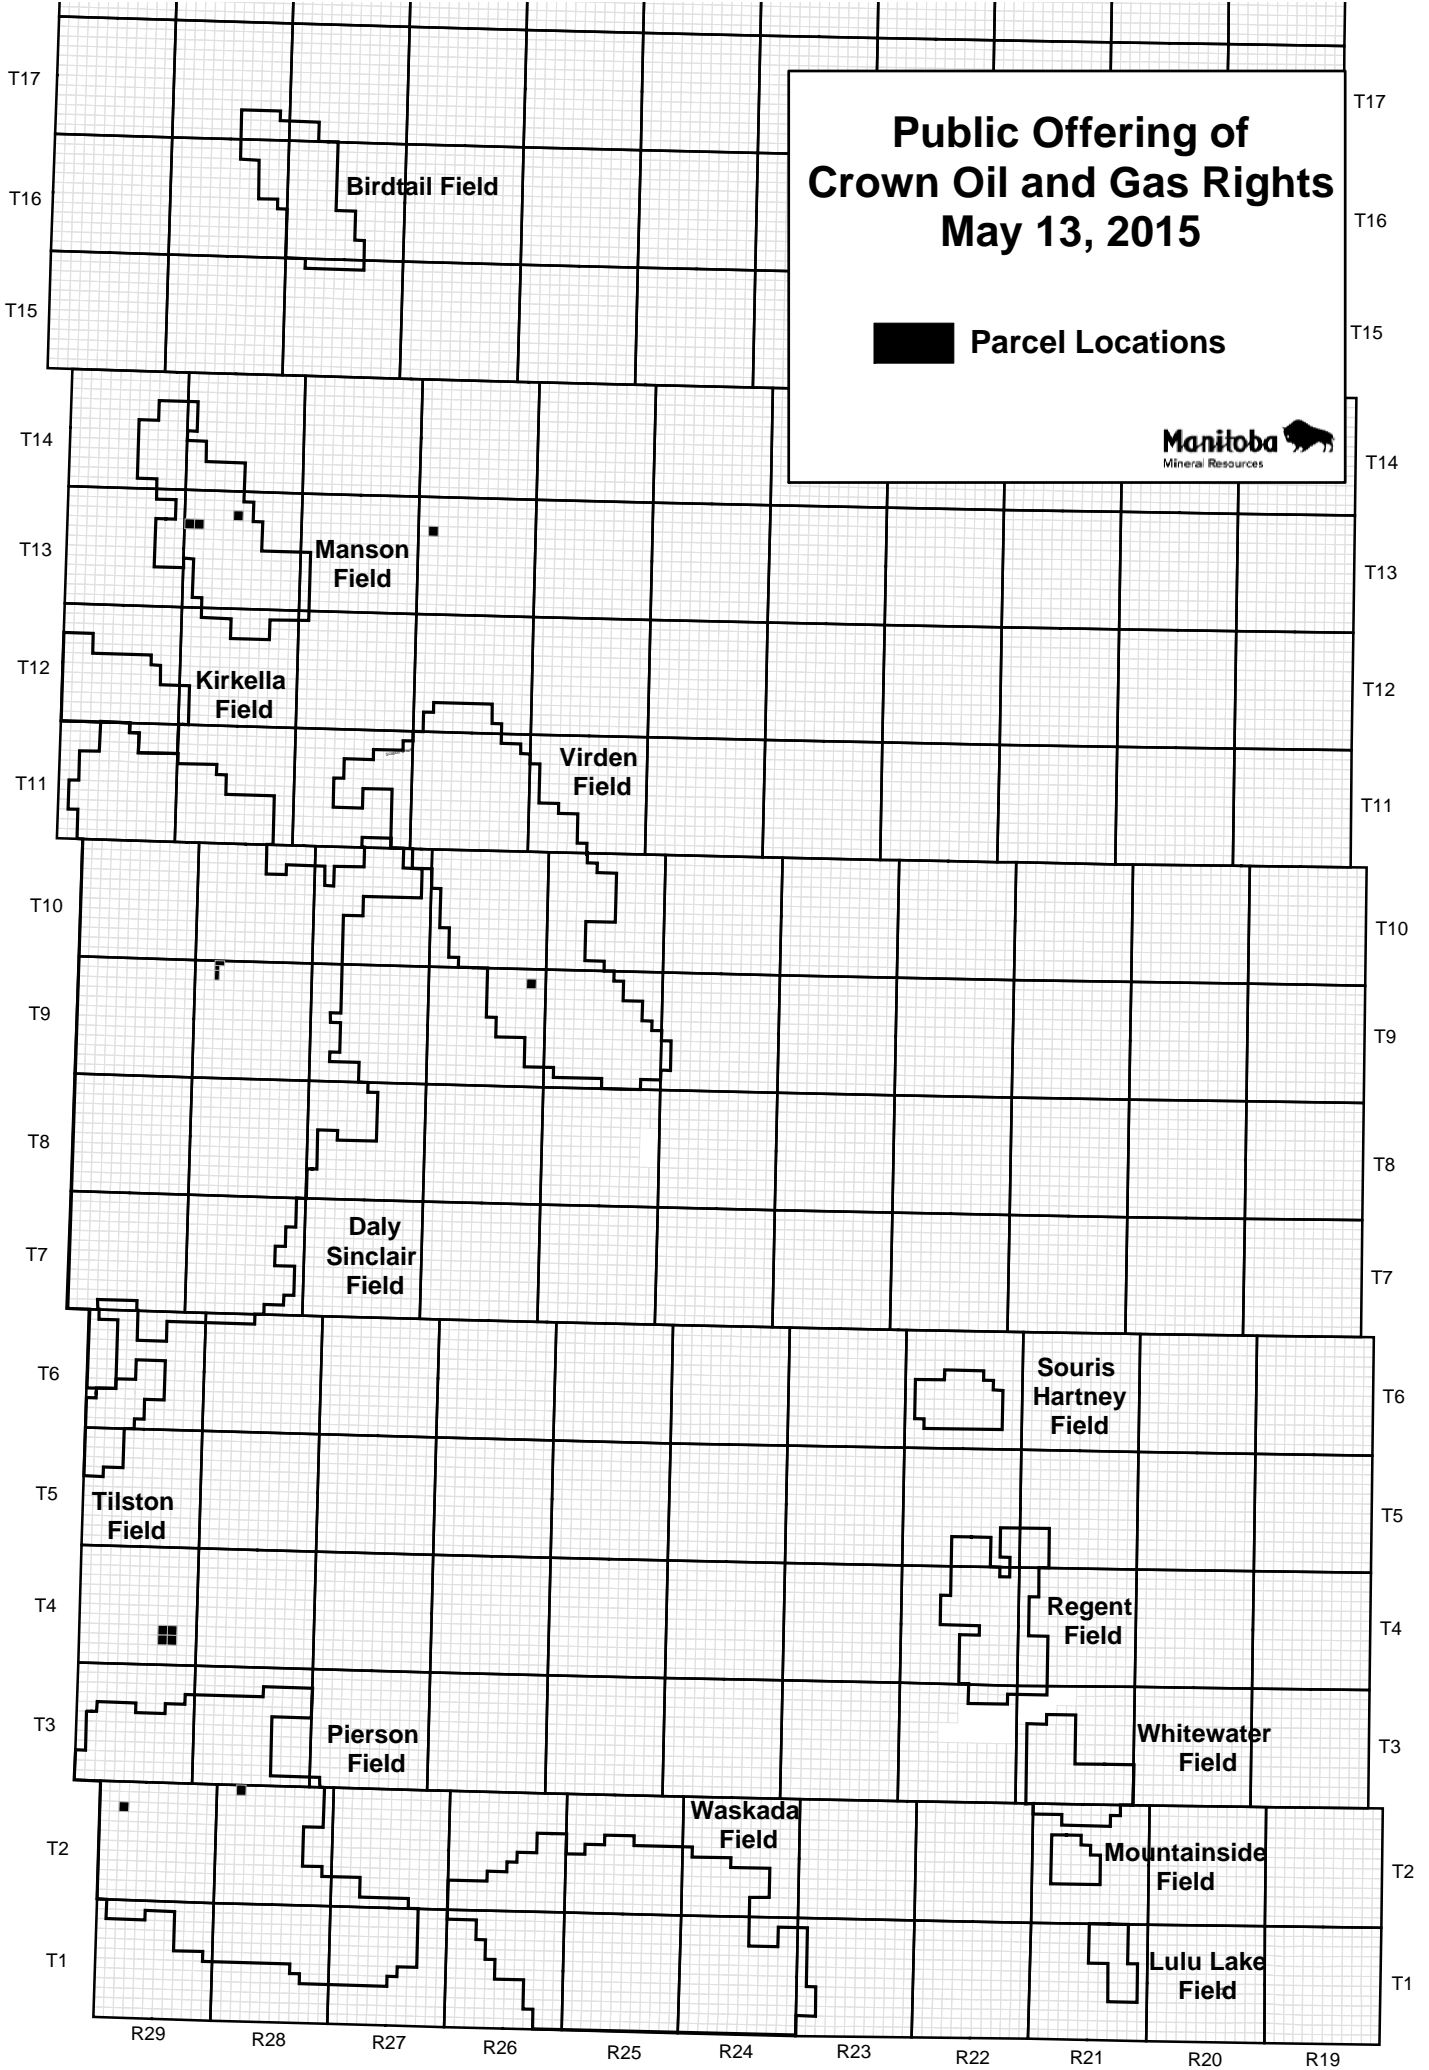 T17
T17
Public Offering of
Crown Oil and Gas Rights
May 13, 2015
Birdtail Field
T16
T16
T15
T15
Parcel Locations
Manitoba
Mineral Resources
T14
T14
T13
Manson
Field
T13
T12
Kirkella
Field
T12
T11
Virden
Field
T11
T10
T10
T9
T9
T8
T8
T7
Daly
Sinclair
Field
T7
T6
Souris
Hartney
Field
T6
T5
Tilston
Field
T5
T4
Regent
Field
T4
T3
Pierson
Field
Whitewater
Field
T3
Waskada
Field
T2
Mountainside
Field
T2
T1
Lulu Lake
Field
T1
R29
R28
R27
R26
R25
R24
R23
R22
R21
R20
R19